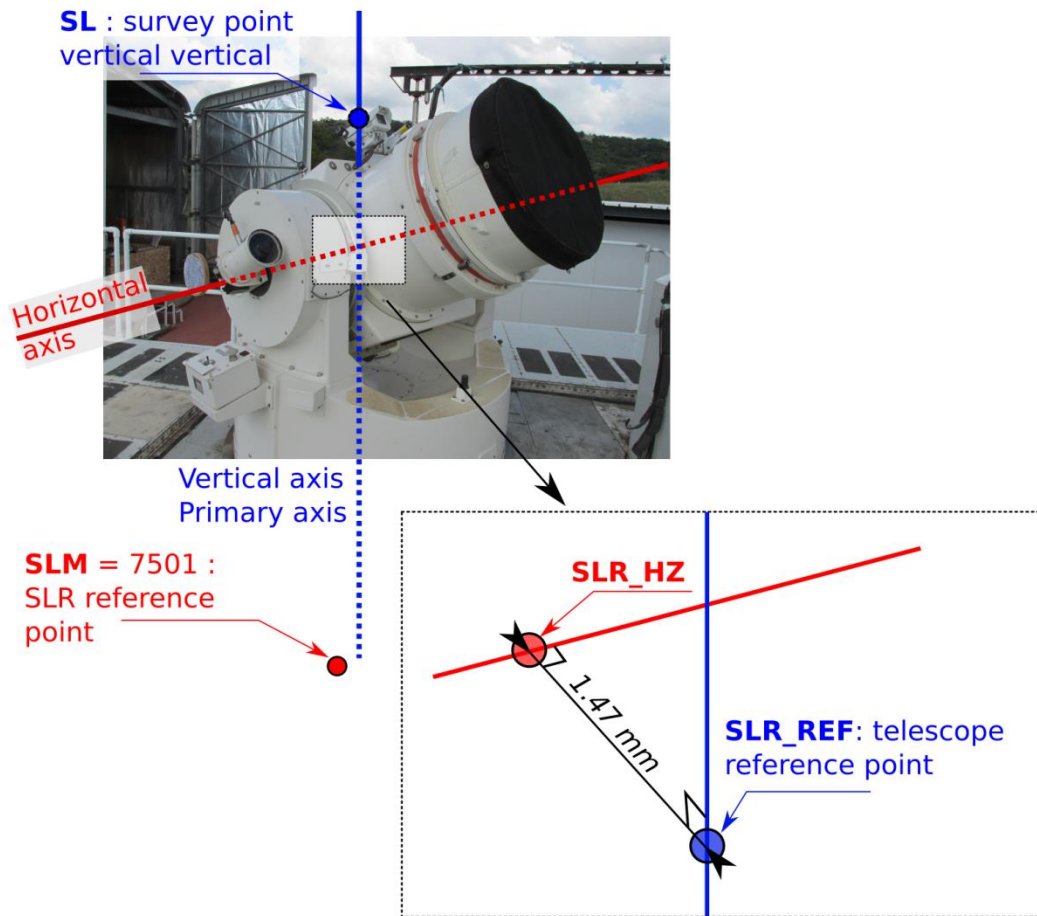 SL : survey point
vertical vertical
Horizontal
axis
Vertical axis
Primary axis
SLM = 7501 :
SLR reference
point
SLR_HZ
1.47 mm
SLR_REF: telescope
reference point